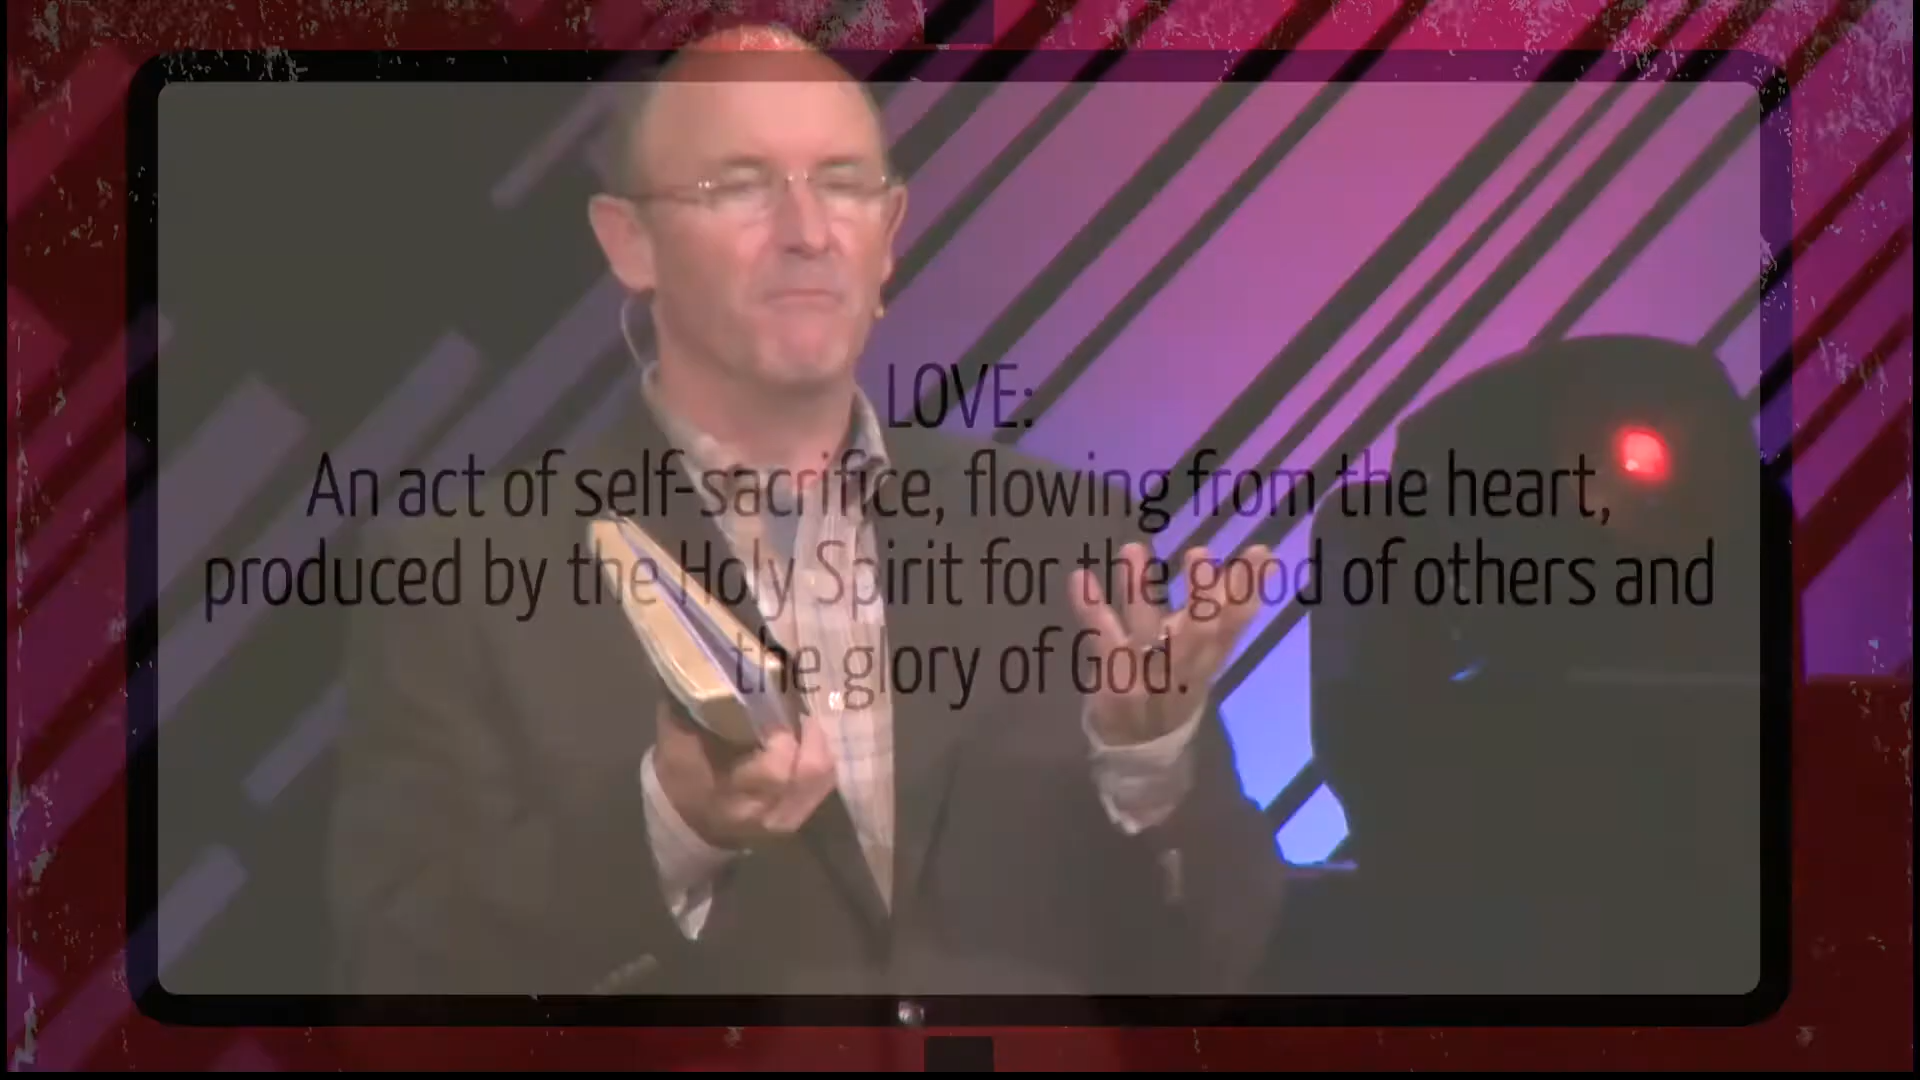 LOVE:
An act of self-sacrifice, flowing from the heart,
produced by the Holy Spirit for the good of others and
the glory of God.